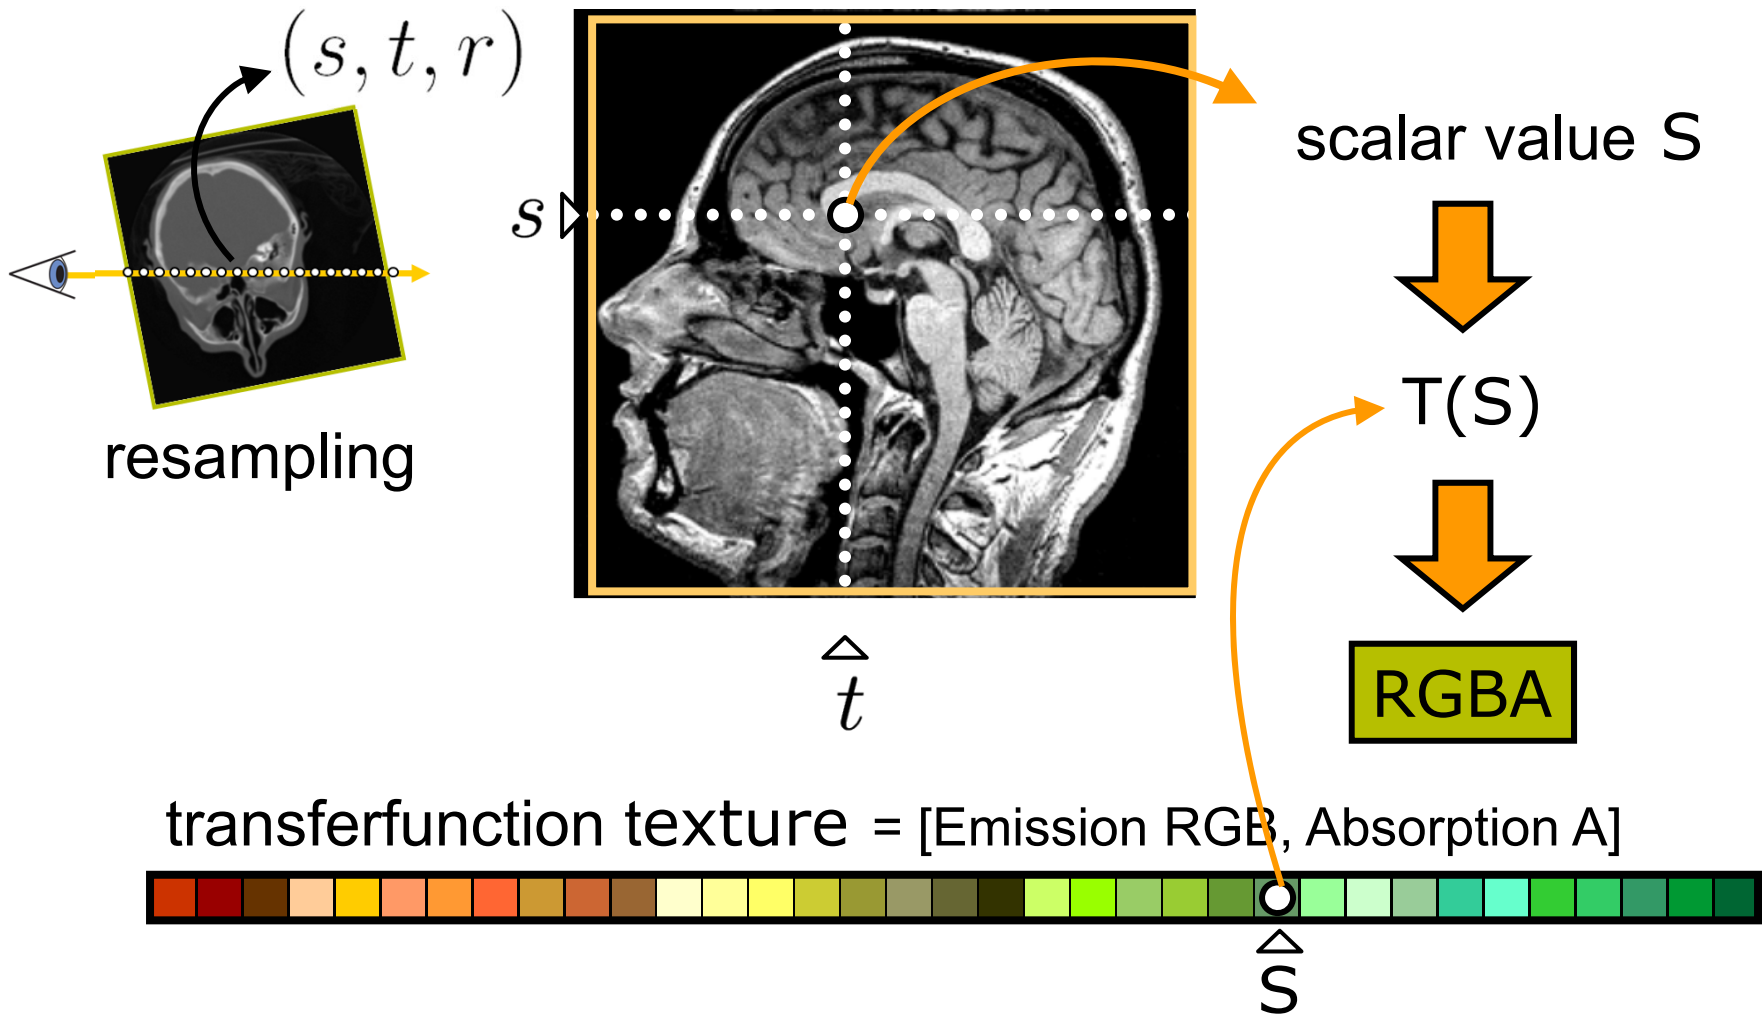 (s, t, r)
resampling
s
t
scalar value S
T(S)
RGBA
transferfunction texture = [Emission RGB, Absorption A]
S